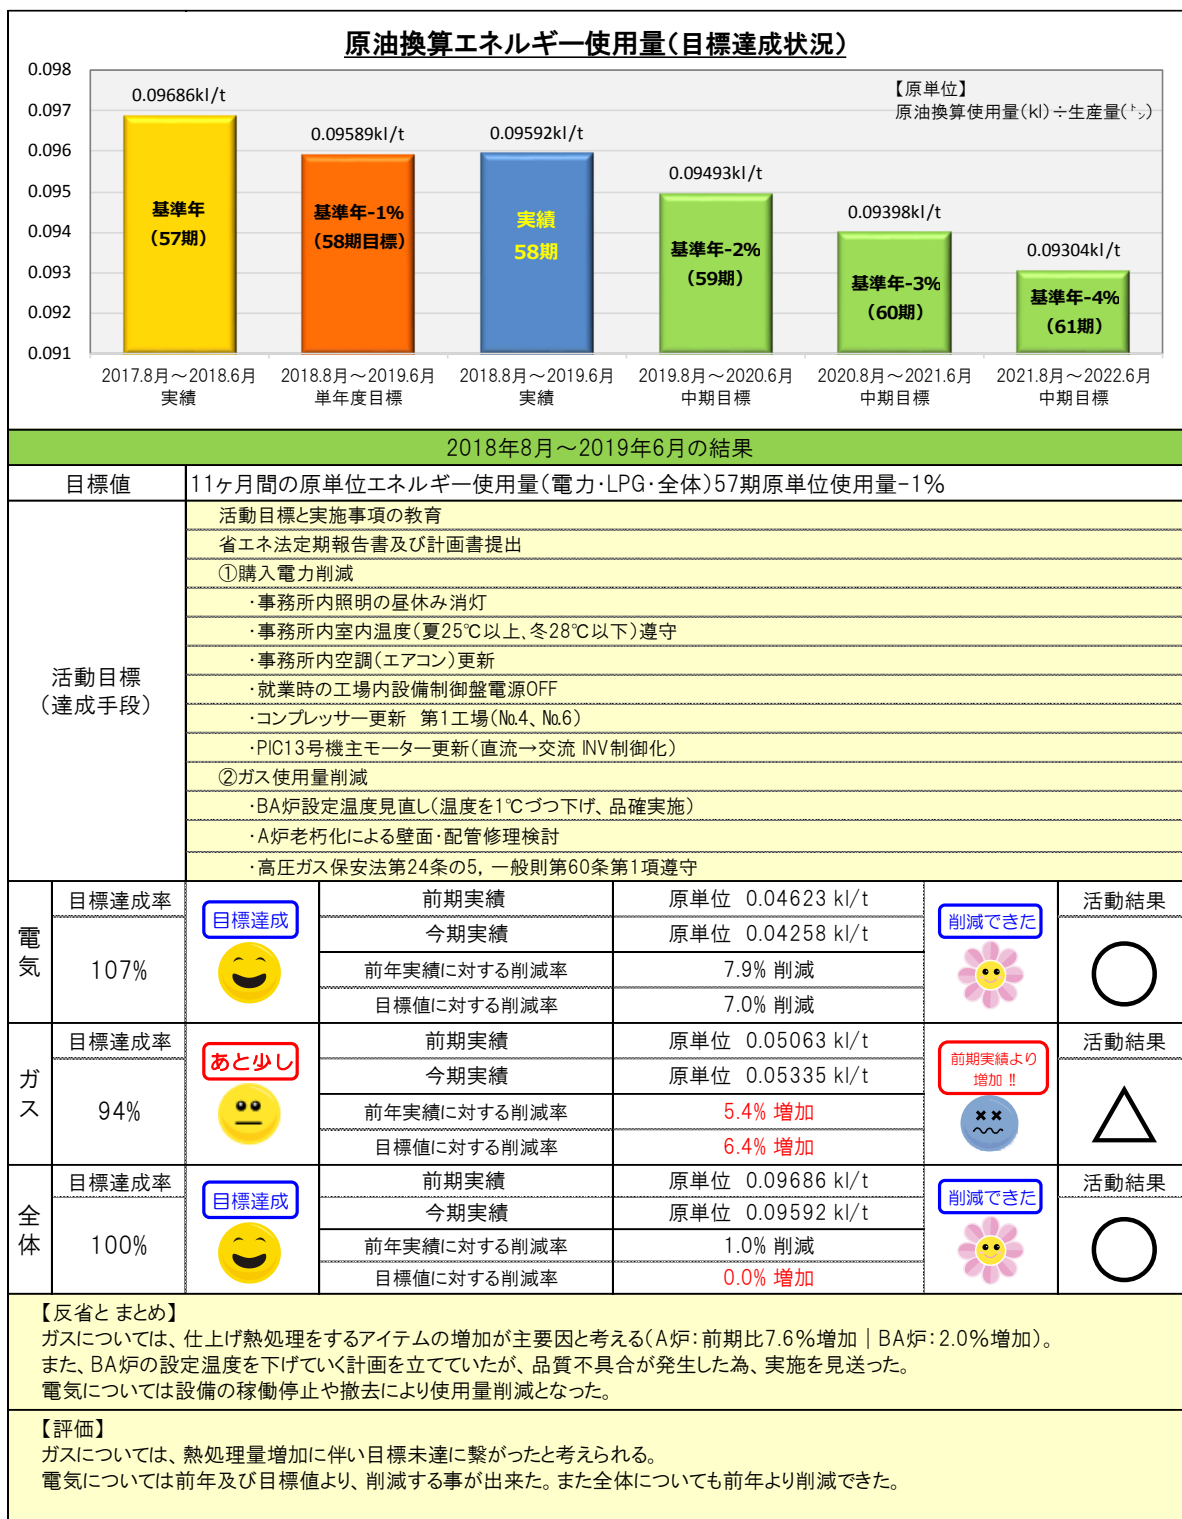 原油換算エネルギー使用量(目標達成状況)
【原単位】
原油換算使用量(kl)÷生産量(㌧)
0.098
0.097
0.096
0.095
0.094
0.093
0.092
0.091
0.09686kl/t
0.09589kl/t
0.09592kl/t
0.09493kl/t
0.09398kl/t
0.09304kl/t
基準年
(57期)
基準年-1%
(58期目標)
実績
58期
基準年-2%
(59期)
基準年-3%
(60期)
基準年-4%
(61期)
2017.8月~2018.6月
実績
2018.8月~2019.6月
単年度目標
2018.8月~2019.6月
実績
2019.8月~2020.6月
中期目標
2020.8月~2021.6月
中期目標
2021.8月~2022.6月
中期目標
2018年8月~2019年6月の結果
目標値
11ヶ月間の原単位エネルギー使用量(電力・LPG・全体)57期原単位使用量-1%
活動目標
(達成手段)
活動目標と実施事項の教育
省エネ法定期報告書及び計画書提出
①購入電力削減
・事務所内照明の昼休み消灯
・事務所内室内温度(夏25℃以上、冬28℃以下)遵守
・事務所内空調(エアコン)更新
・就業時の工場内設備制御盤電源OFF
・コンプレッサー更新 第1工場(№4、№6)
・PIC13号機主モーター更新(直流→交流 INV制御化)
②ガス使用量削減
・BA炉設定温度見直し(温度を1℃づつ下げ、品確実施)
・A炉老朽化による壁面・配管修理検討
・高圧ガス保安法第24条の5, 一般則第60条第1項遵守
電気
目標達成率
107%
目標達成
前期実績
原単位 0.04623 kl/t
今期実績
原単位 0.04258 kl/t
前年実績に対する削減率
7.9% 削減
目標値に対する削減率
7.0% 削減
削減できた
活動結果
○
ガス
目標達成率
94%
あと少し
前期実績
原単位 0.05063 kl/t
今期実績
原単位 0.05335 kl/t
前年実績に対する削減率
5.4% 増加
目標値に対する削減率
6.4% 増加
前期実績より
増加 !!
活動結果
△
全体
目標達成率
100%
目標達成
前期実績
原単位 0.09686 kl/t
今期実績
原単位 0.09592 kl/t
前年実績に対する削減率
1.0% 削減
目標値に対する削減率
0.0% 増加
削減できた
活動結果
○
【反省と まとめ】
ガスについては、仕上げ熱処理をするアイテムの増加が主要因と考える(A炉:前期比7.6%増加 | BA炉:2.0%増加)。
また、BA炉の設定温度を下げていく計画を立てていたが、品質不具合が発生した為、実施を見送った。
電気については設備の稼働停止や撤去により使用量削減となった。
【評価】
ガスについては、熱処理量増加に伴い目標未達に繋がったと考えられる。
電気については前年及び目標値より、削減する事が出来た。また全体についても前年より削減できた。